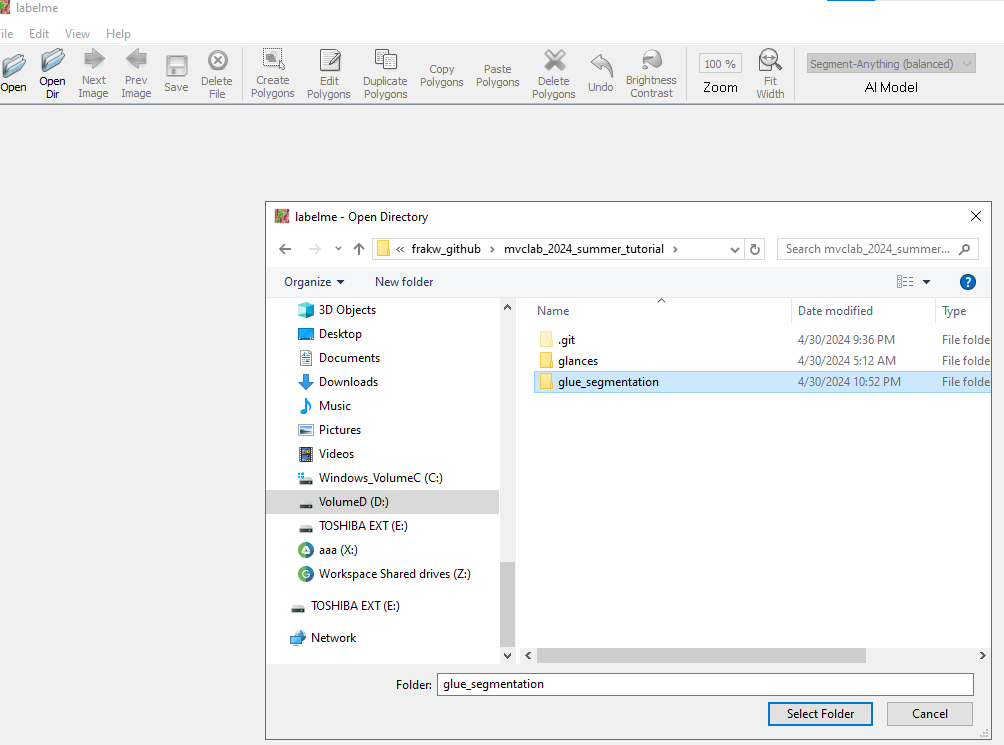 labelme
ile Edit View Help
Open
Open Dir
Next Image
Prev Image
Save
Delete File
Create Polygons
Edit Polygons
Duplicate Polygons
Copy Polygons
Paste Polygons
Delete Polygons
Undo
Brightness Contrast
100 %
Zoom
Fit Width
Segment-Anything (balanced)
AI Model
labelme - Open Directory
« frakw_github › mvclab_2024_summer_tutorial ›
Search mvclab_2024_summer...
Organize New folder
3D Objects
Desktop
Documents
Downloads
Music
Pictures
Videos
Windows_VolumeC (C:)
VolumeD (D:)
TOSHIBA EXT (E:)
aaa (X:)
Workspace Shared drives (Z:)
TOSHIBA EXT (E:)
Network
Name Date modified Type
.git 4/30/2024 9:36 PM File folde
glances 4/30/2024 5:12 AM File folde
glue_segmentation 4/30/2024 10:52 PM File folde
Folder: glue_segmentation
Select Folder Cancel